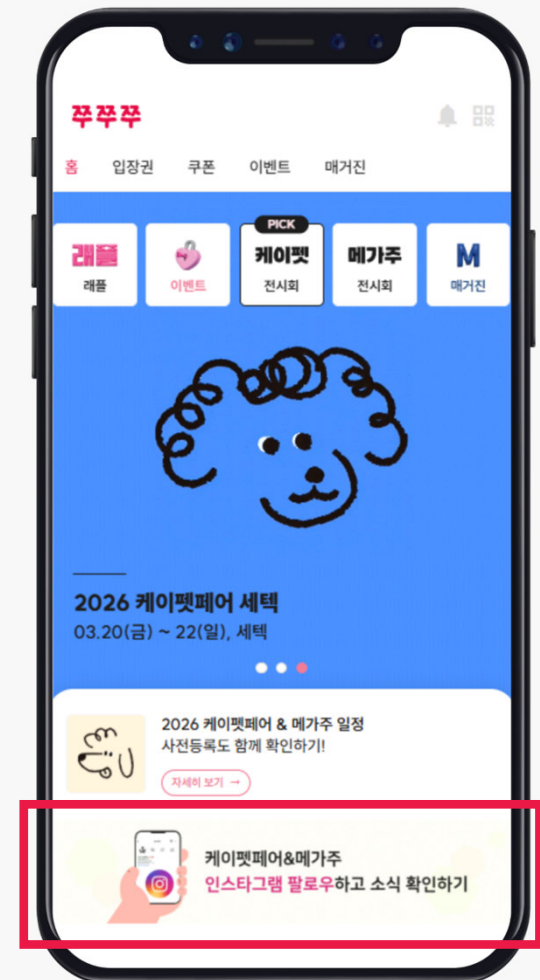 쭈쭈쭈
홈 입장권 쿠폰 이벤트 매거진
PICK
래플 케이펫 메가주 M
래플 이벤트 전시회 전시회 매거진
2026 케이펫페어 세텍
03.20(금) ~ 22(일), 세텍
2026 케이펫페어 & 메가주 일정
사전등록도 함께 확인하기!
자세히 보기 →
케이펫페어&메가주
인스타그램 팔로우하고 소식 확인하기